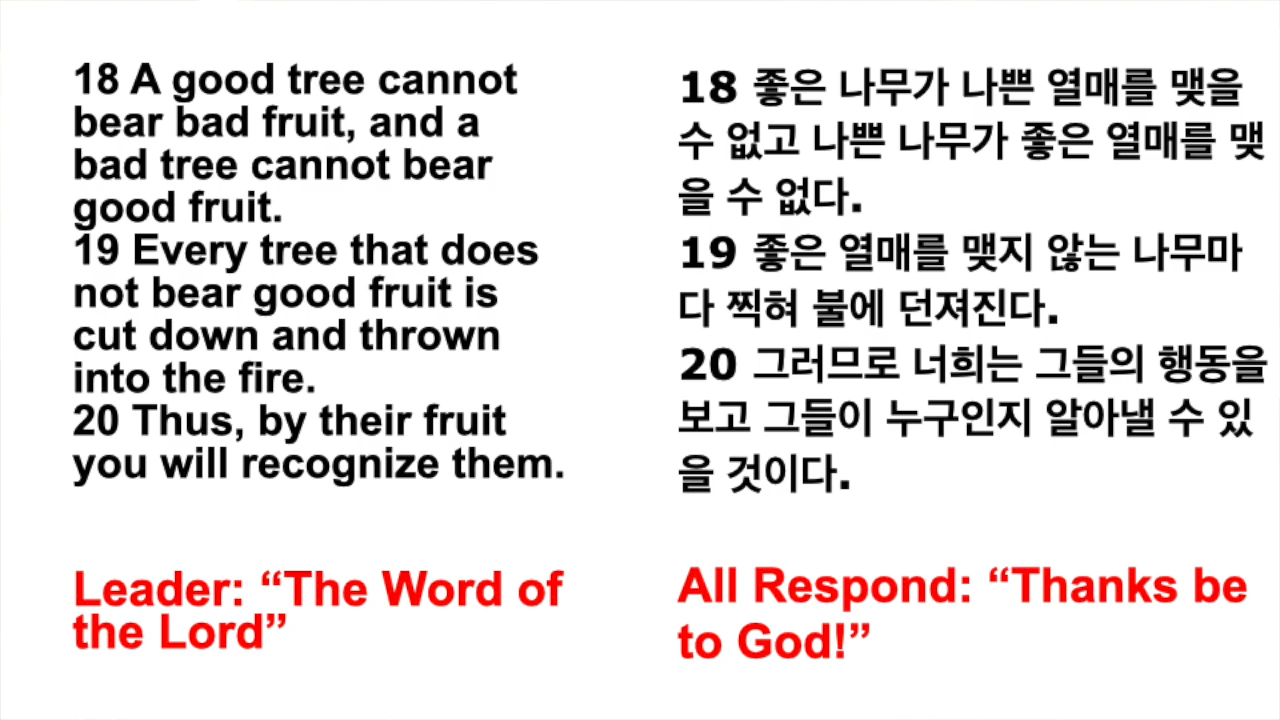 18 A good tree cannot
bear bad fruit, and a
bad tree cannot bear
good fruit.
19 Every tree that does
not bear good fruit is
cut down and thrown
into the fire.
20 Thus, by their fruit
you will recognize them.
Leader: “The Word of
the Lord”
18 좋은 나무가 나쁜 열매를 맺을
수 없고 나쁜 나무가 좋은 열매를 맺
을 수 없다.
19 좋은 열매를 맺지 않는 나무마
다 찍혀 불에 던져진다.
20 그러므로 너희는 그들의 행동을
보고 그들이 누구인지 알아낼 수 있
을 것이다.
All Respond: “Thanks be
to God!”